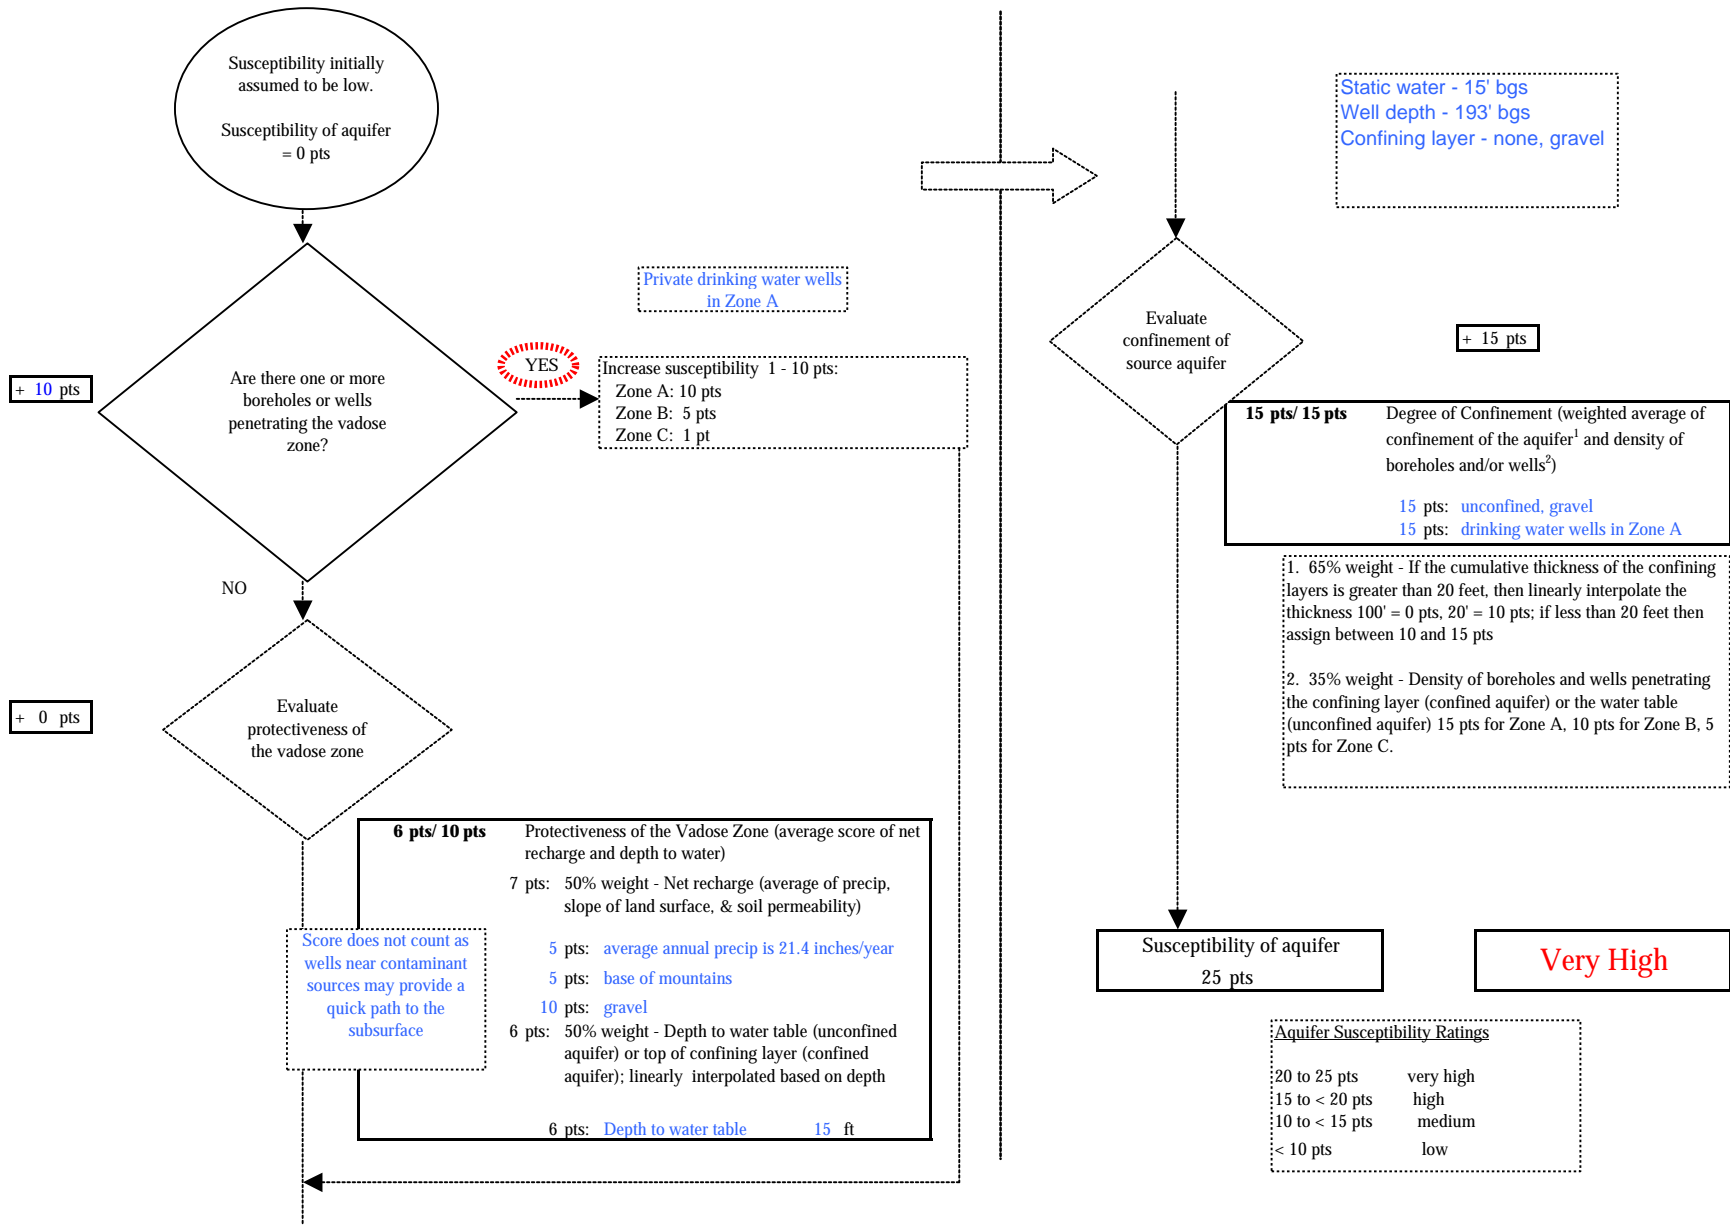 Susceptibility initially
assumed to be low.
Susceptibility of aquifer
= 0 pts
+ 10 pts
Are there one or more
boreholes or wells
penetrating the vadose
zone?
YES
Private drinking water wells
in Zone A
Increase susceptibility 1 - 10 pts:
Zone A: 10 pts
Zone B: 5 pts
Zone C: 1 pt
NO
+ 0 pts
Evaluate
protectiveness of
the vadose zone
6 pts/ 10 pts Protectiveness of the Vadose Zone (average score of net
recharge and depth to water)
7 pts: 50% weight - Net recharge (average of precip,
slope of land surface, & soil permeability)
5 pts: average annual precip is 21.4 inches/year
5 pts: base of mountains
10 pts: gravel
6 pts: 50% weight - Depth to water table (unconfined
aquifer) or top of confining layer (confined
aquifer); linearly interpolated based on depth
6 pts: Depth to water table 15 ft
Score does not count as
wells near contaminant
sources may provide a
quick path to the
subsurface
Static water - 15' bgs
Well depth - 193' bgs
Confining layer - none, gravel
Evaluate
confinement of
source aquifer
+ 15 pts
15 pts/ 15 pts Degree of Confinement (weighted average of
confinement of the aquifer¹ and density of
boreholes and/or wells²)
15 pts: unconfined, gravel
15 pts: drinking water wells in Zone A
1. 65% weight - If the cumulative thickness of the confining
layers is greater than 20 feet, then linearly interpolate the
thickness 100' = 0 pts, 20' = 10 pts; if less than 20 feet then
assign between 10 and 15 pts
2. 35% weight - Density of boreholes and wells penetrating
the confining layer (confined aquifer) or the water table
(unconfined aquifer) 15 pts for Zone A, 10 pts for Zone B, 5
pts for Zone C.
Susceptibility of aquifer
25 pts
Very High
Aquifer Susceptibility Ratings
20 to 25 pts very high
15 to < 20 pts high
10 to < 15 pts medium
< 10 pts low